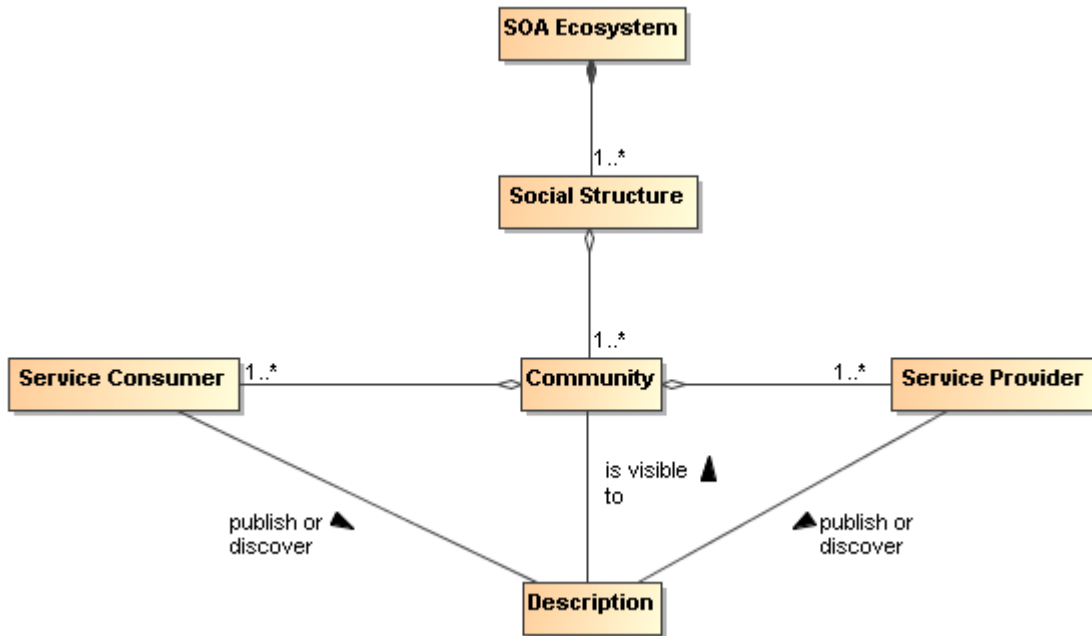 SOA Ecosystem
1..*
Social Structure
1..*
Service Consumer
1..*
Community
1..*
Service Provider
is visible
to
publish or
discover
publish or
discover
Description